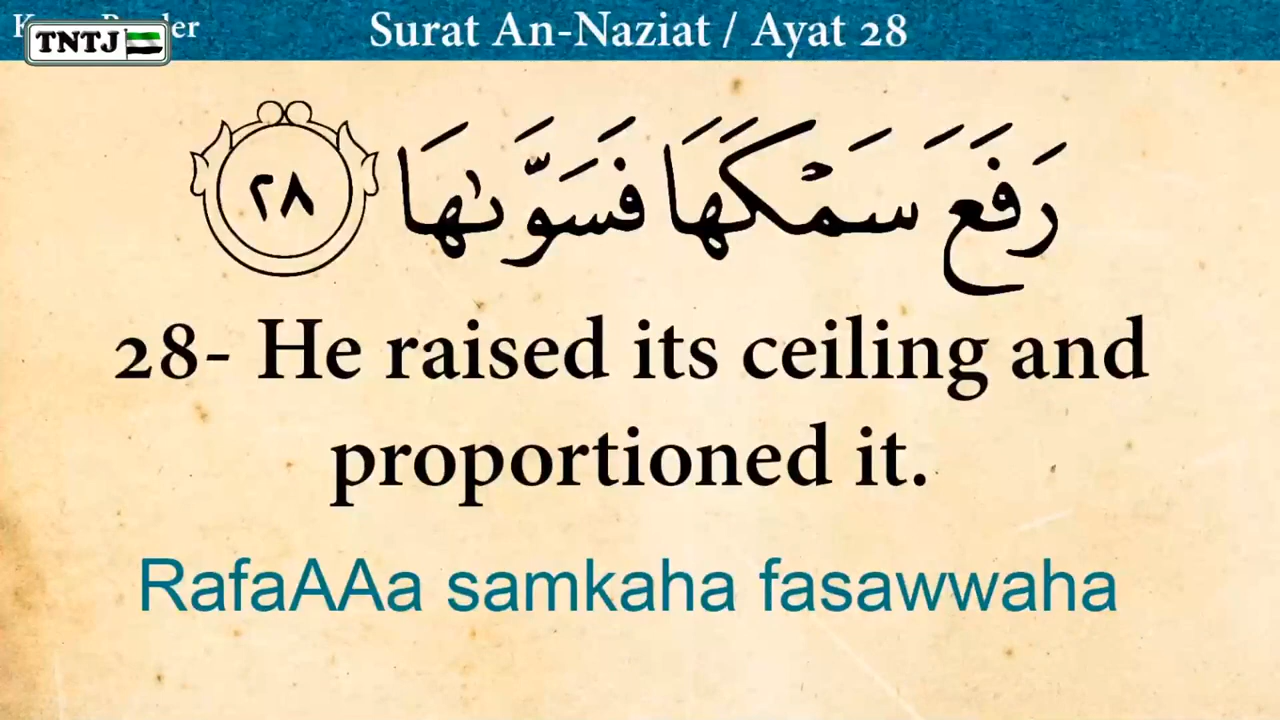 TNTJ
Surat An-Naziat / Ayat 28
رَفَعَ سَمْكَهَا فَسَوَّىٰهَا ٢٨
28- He raised its ceiling and
proportioned it.
RafaAAa samkaha fasawwaha